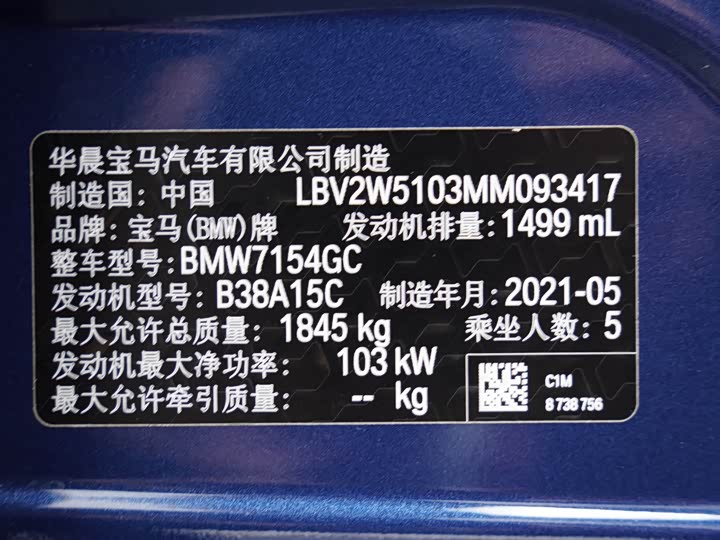 华晨宝马汽车有限公司制造
制造国: 中国 LBV2W5103MM093417
品牌: 宝马(BMW)牌 发动机排量: 1499 mL
整车型号: BMW7154GC
发动机型号: B38A15C 制造年月: 2021-05
最大允许总质量: 1845 kg 乘坐人数: 5
发动机最大净功率: 103 kW
最大允许牵引质量: -- kg
C1M
8 738 756